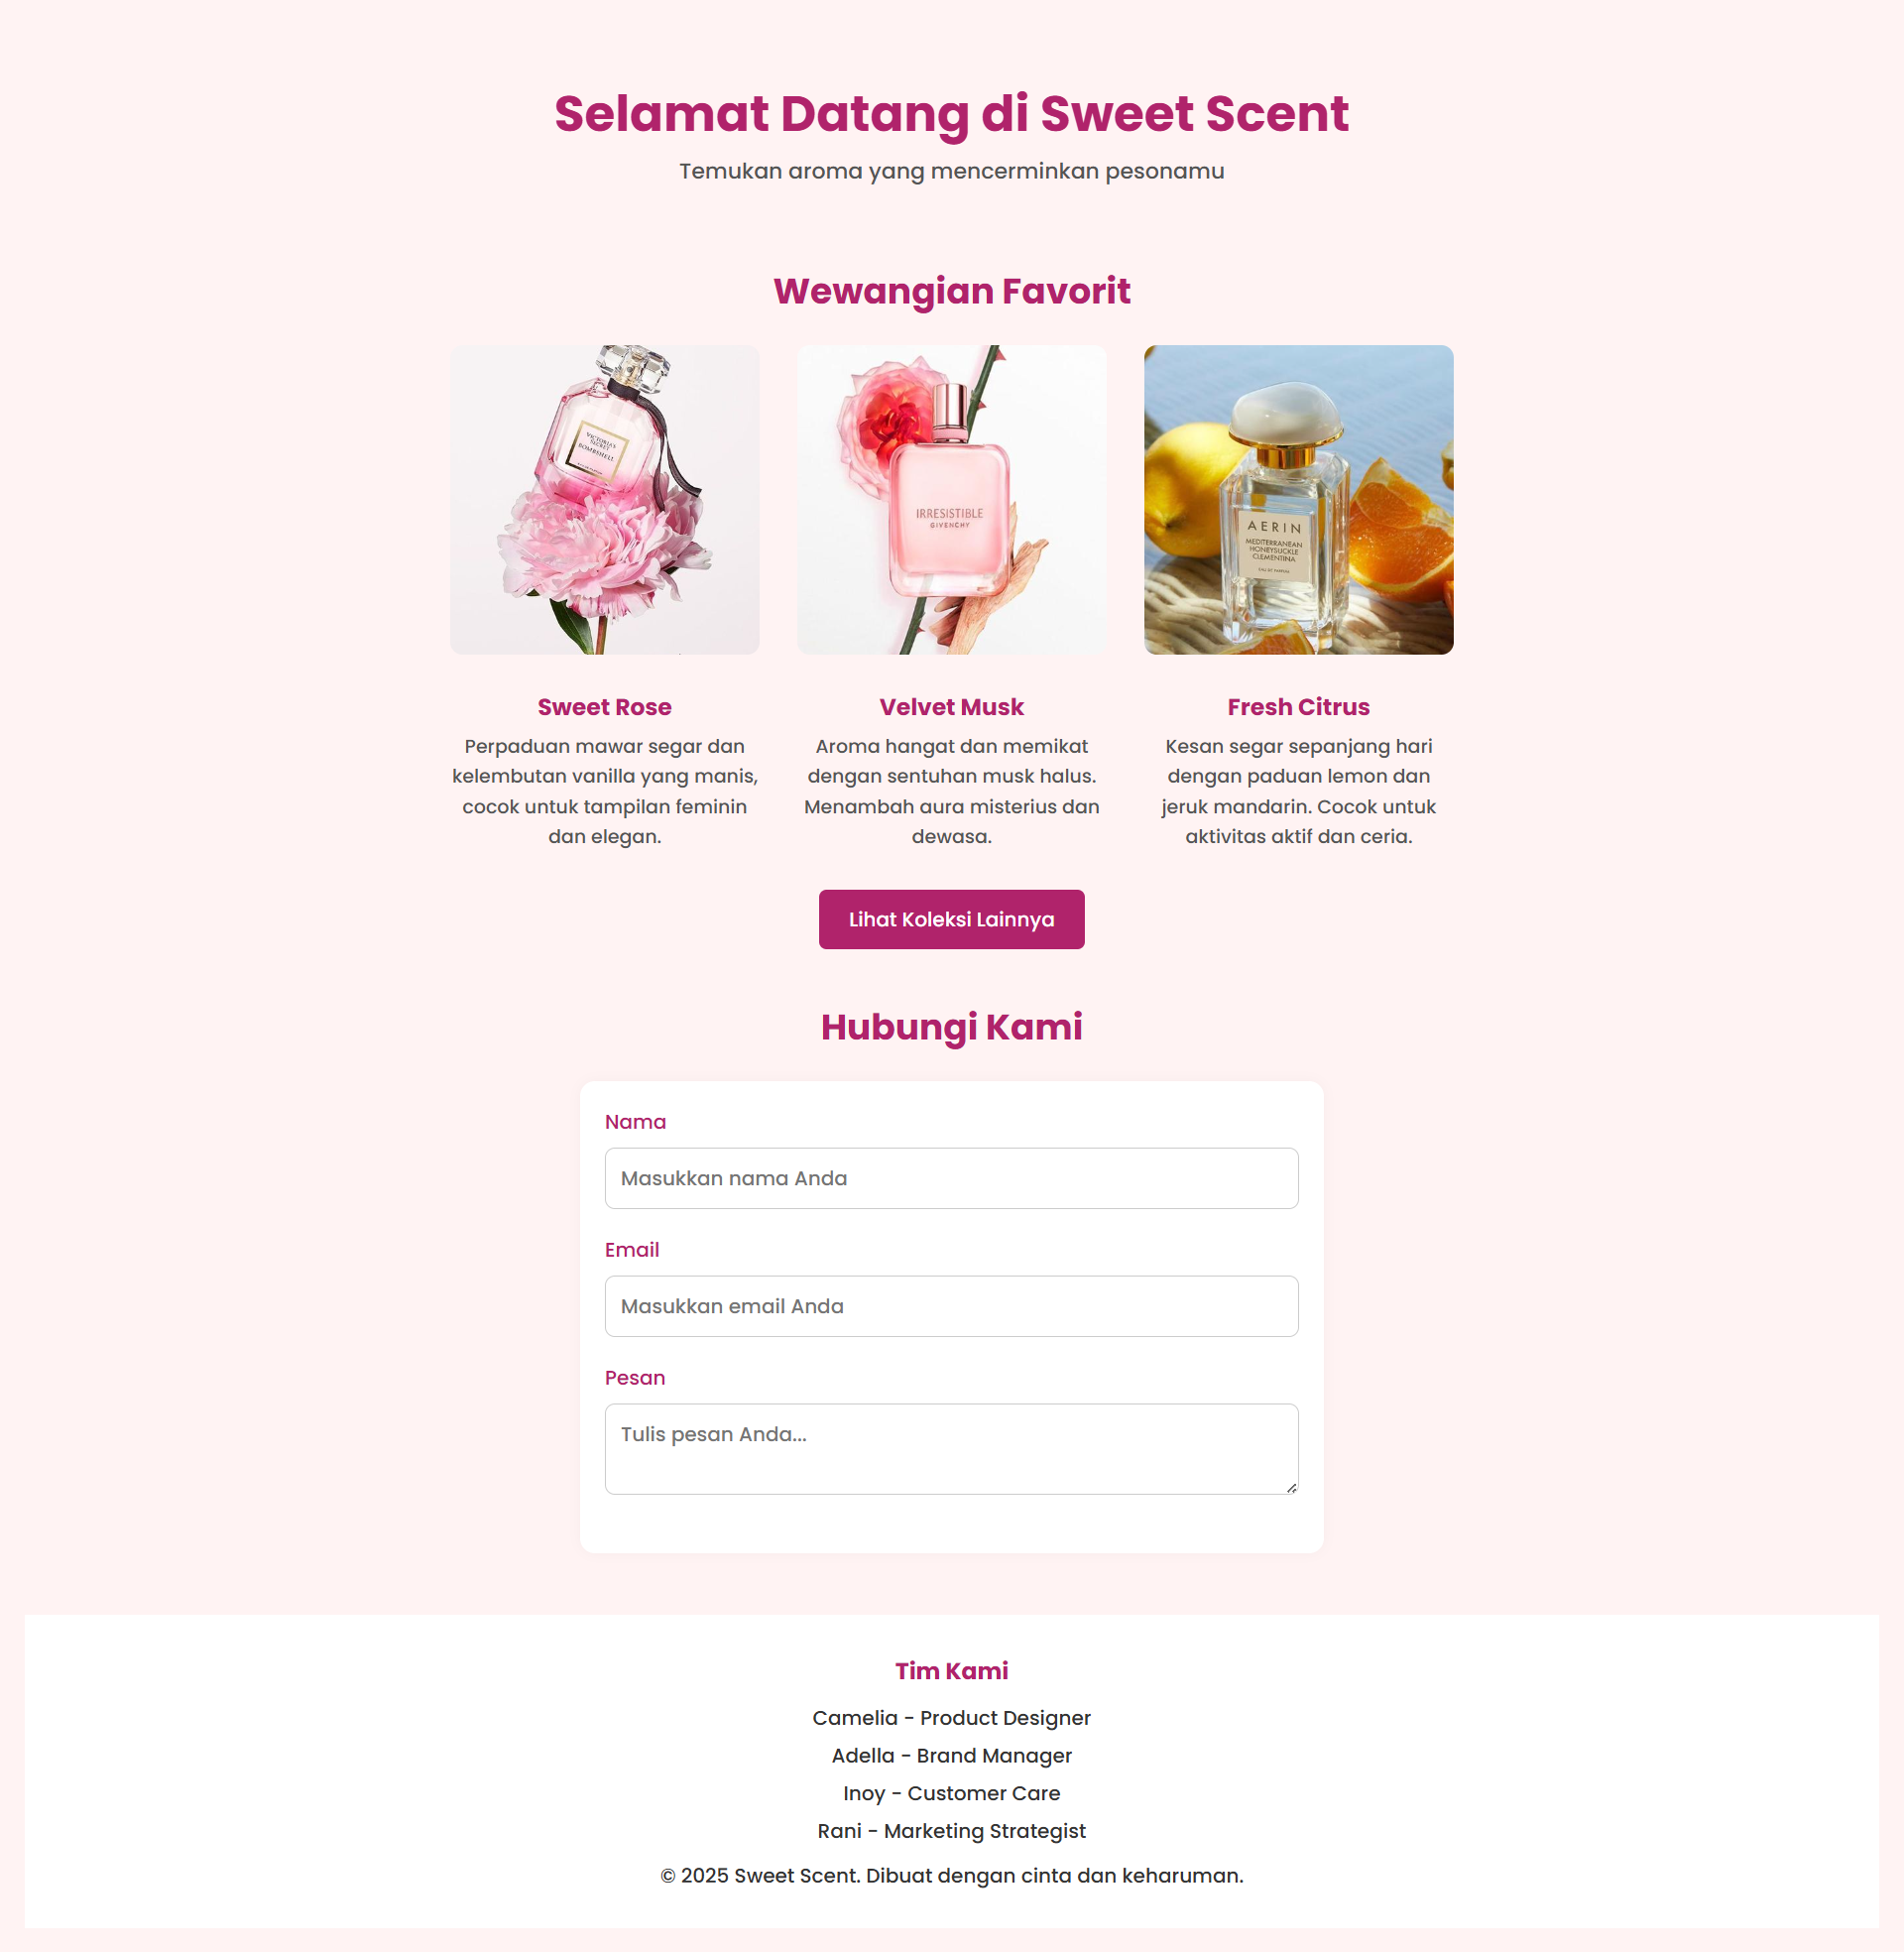 Selamat Datang di Sweet Scent
Temukan aroma yang mencerminkan pesonamu
Wewangian Favorit
VICTORIA'S
SECRET
BOMBSHELL
IRRESISTIBLE
GIVENCHY
AERIN
MEDITERRANEAN
HONEYSUCKLE
CLEMENTINA
EAU DE PARFUM
Sweet Rose
Perpaduan mawar segar dan
kelembutan vanilla yang manis,
cocok untuk tampilan feminin
dan elegan.
Velvet Musk
Aroma hangat dan memikat
dengan sentuhan musk halus.
Menambah aura misterius dan
dewasa.
Fresh Citrus
Kesan segar sepanjang hari
dengan paduan lemon dan
jeruk mandarin. Cocok untuk
aktivitas aktif dan ceria.
Lihat Koleksi Lainnya
Hubungi Kami
Nama
Masukkan nama Anda
Email
Masukkan email Anda
Pesan
Tulis pesan Anda...
Tim Kami
Camelia - Product Designer
Adella - Brand Manager
Inoy - Customer Care
Rani - Marketing Strategist
© 2025 Sweet Scent. Dibuat dengan cinta dan keharuman.